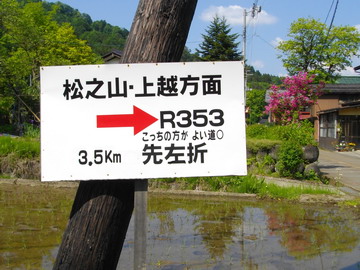 松之山・上越方面
R353
こっちの方が よい道○
3.5Km 先左折